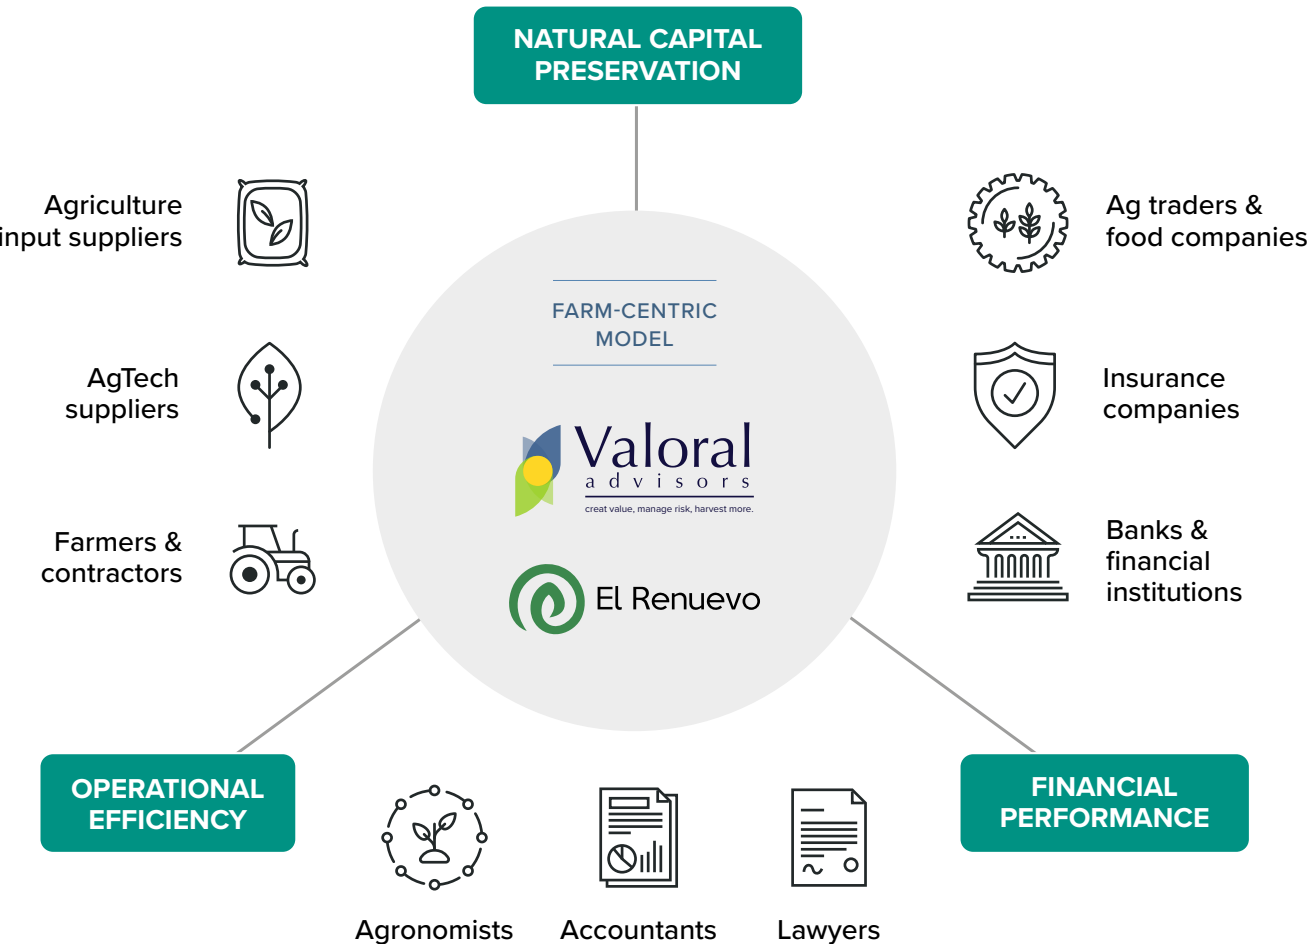 NATURAL CAPITAL
PRESERVATION
Agriculture
input suppliers
AgTech
suppliers
Farmers &
contractors
FARM-CENTRIC
MODEL
Valoral
advisors
creat value, manage risk, harvest more.
El Renuevo
Ag traders &
food companies
Insurance
companies
Banks &
financial
institutions
OPERATIONAL
EFFICIENCY
FINANCIAL
PERFORMANCE
Agronomists
Accountants
Lawyers